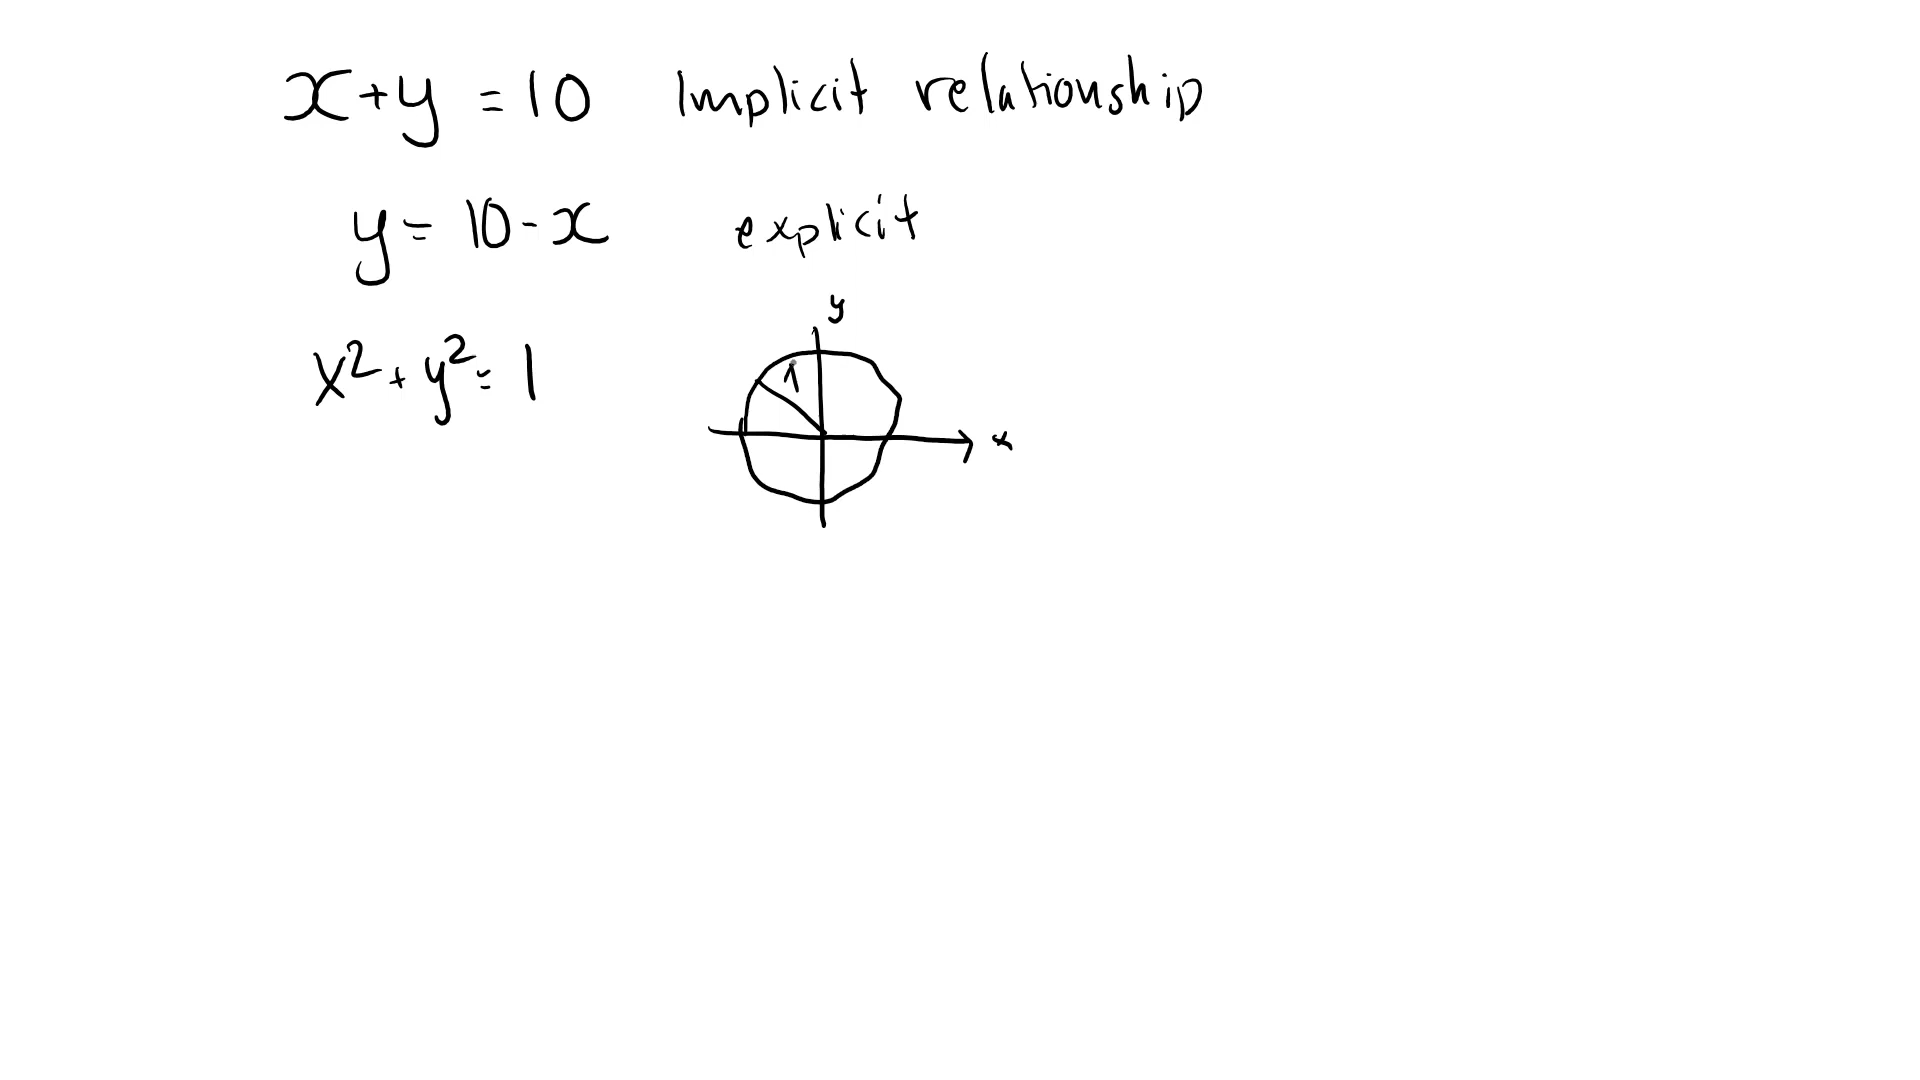 x+y = 10 Implicit relationship
y = 10 - x explicit
y
x² + y² = 1
1
x